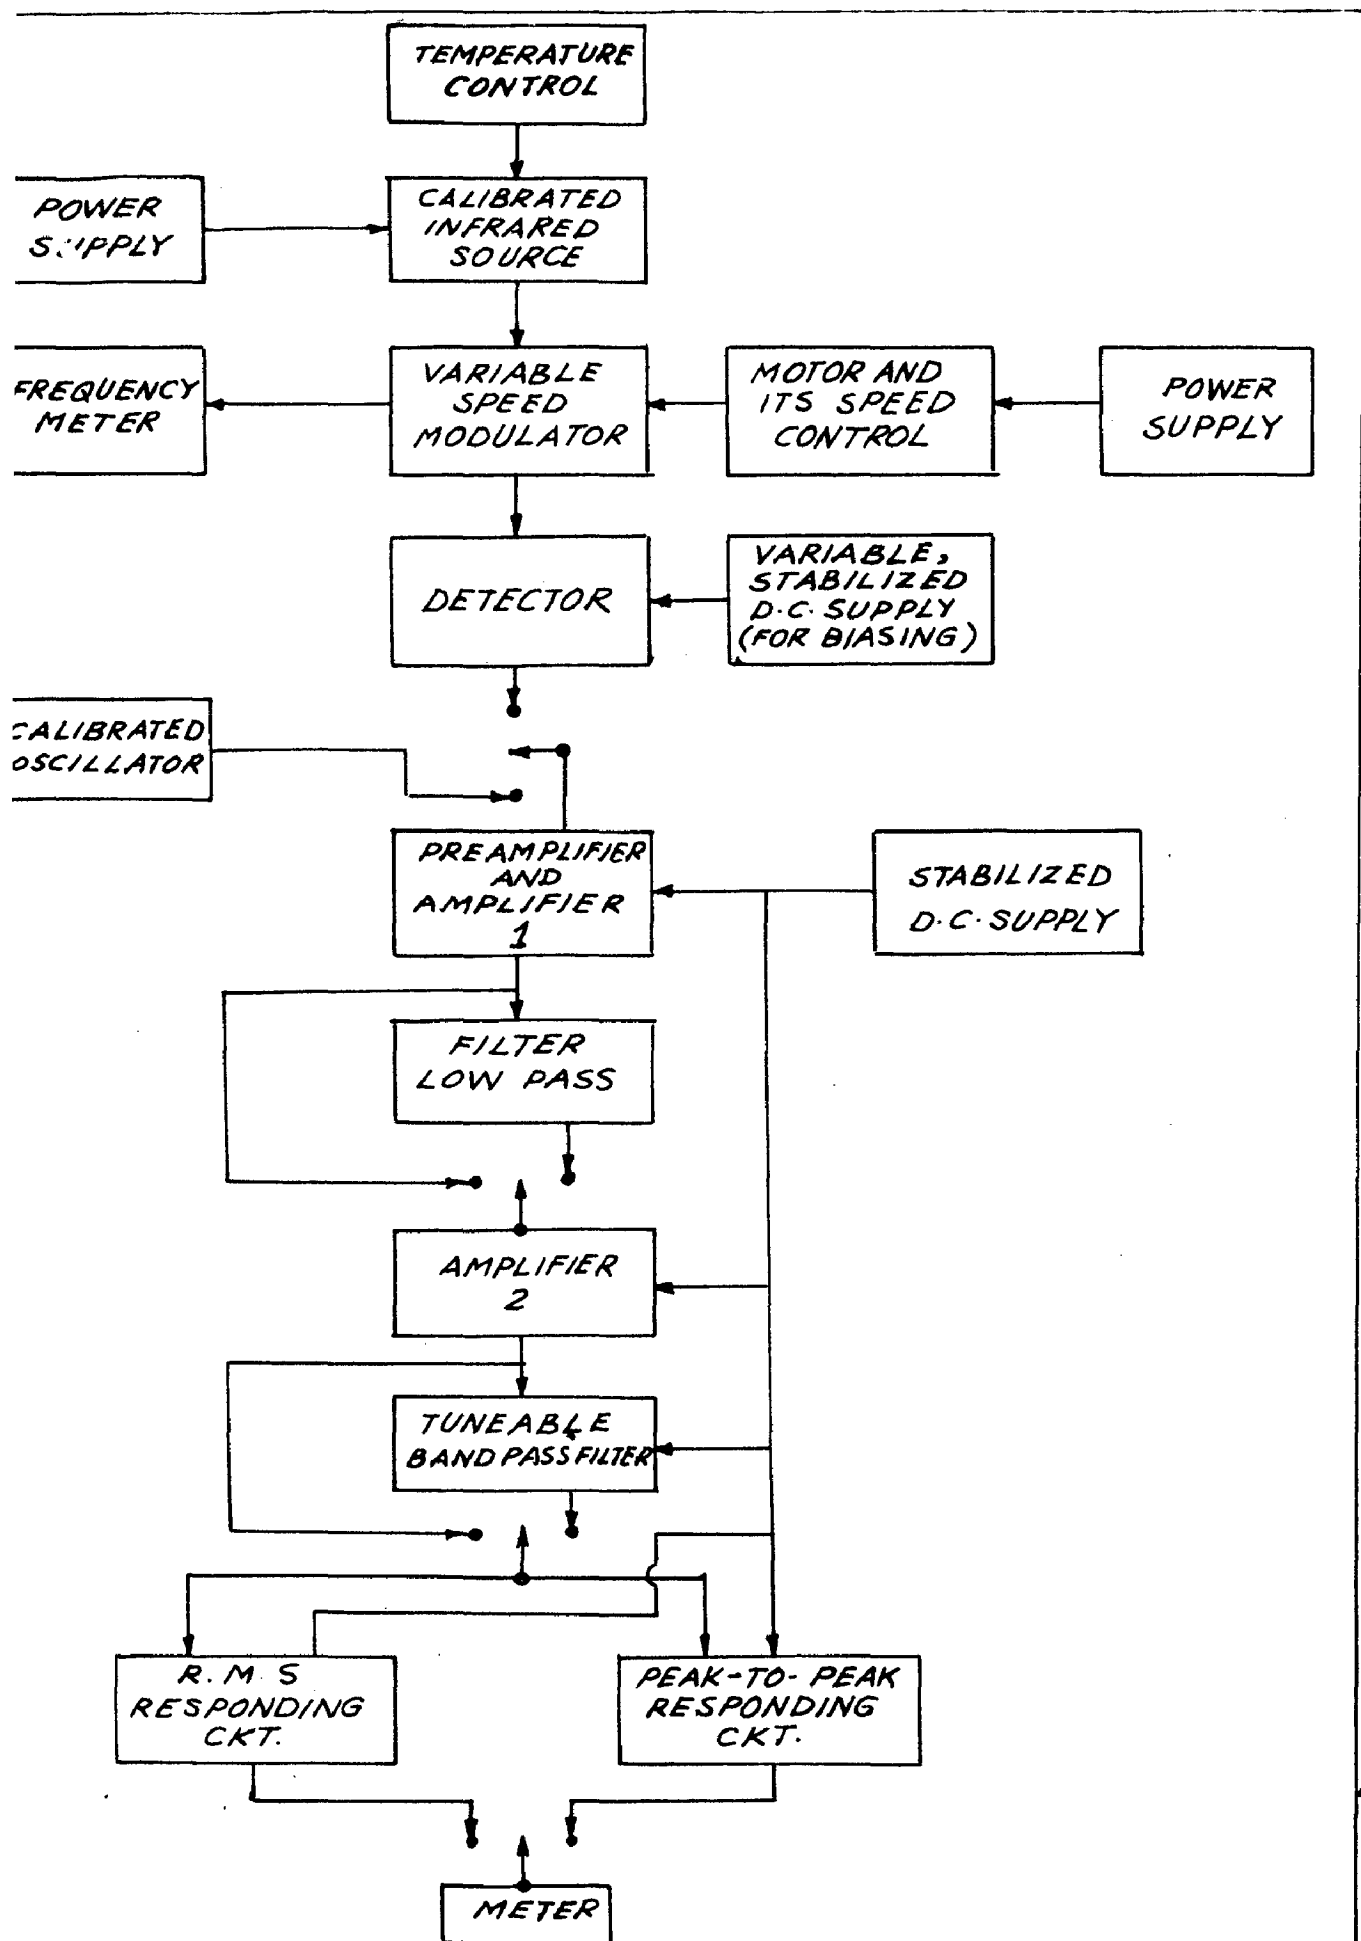 TEMPERATURE
CONTROL
POWER
SUPPLY
CALIBRATED
INFRARED
SOURCE
FREQUENCY
METER
VARIABLE
SPEED
MODULATOR
MOTOR AND
ITS SPEED
CONTROL
POWER
SUPPLY
DETECTOR
VARIABLE,
STABILIZED
D.C. SUPPLY
(FOR BIASING)
CALIBRATED
OSCILLATOR
PREAMPLIFIER
AND
AMPLIFIER
1
STABILIZED
D.C. SUPPLY
FILTER
LOW PASS
AMPLIFIER
2
TUNEABLE
BAND PASS FILTER
R.M.S
RESPONDING
CKT.
PEAK-TO-PEAK
RESPONDING
CKT.
METER